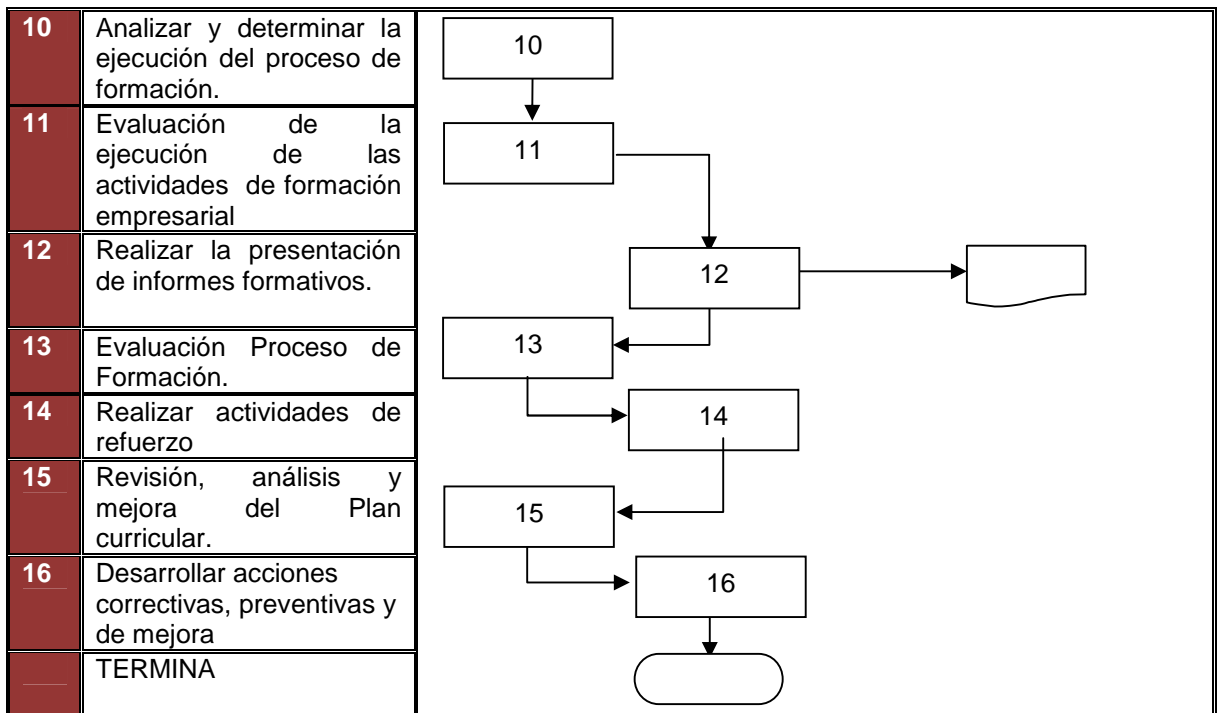 10
Analizar y determinar la
ejecución del proceso de
formación.
11
Evaluación de la
ejecución de las
actividades de formación
empresarial
12
Realizar la presentación
de informes formativos.
13
Evaluación Proceso de
Formación.
14
Realizar actividades de
refuerzo
15
Revisión, análisis y
mejora del Plan
curricular.
16
Desarrollar acciones
correctivas, preventivas y
de mejora
TERMINA
10
11
12
13
14
15
16